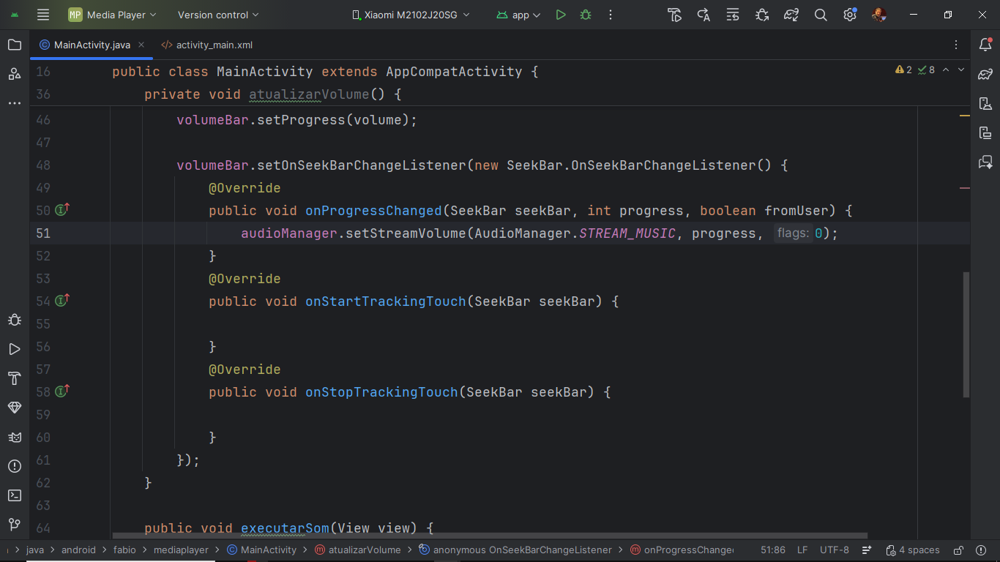 MP Media Player Version control Xiaomi M2102J20SG app
MainActivity.java activity_main.xml
16 public class MainActivity extends AppCompatActivity { 2 8
36 private void atualizarVolume() {
46 volumeBar.setProgress(volume);
47
48 volumeBar.setOnSeekBarChangeListener(new SeekBar.OnSeekBarChangeListener() {
49 @Override
50 public void onProgressChanged(SeekBar seekBar, int progress, boolean fromUser) {
51 audioManager.setStreamVolume(AudioManager.STREAM_MUSIC, progress, flags: 0);
52 }
53 @Override
54 public void onStartTrackingTouch(SeekBar seekBar) {
55
56 }
57 @Override
58 public void onStopTrackingTouch(SeekBar seekBar) {
59
60 }
61 });
62 }
63
64 public void executarSom(View view) {
java android fabio mediaplayer MainActivity atualizarVolume anonymous OnSeekBarChangeListener onProgressChanged 51:86 LF UTF-8 4 spaces